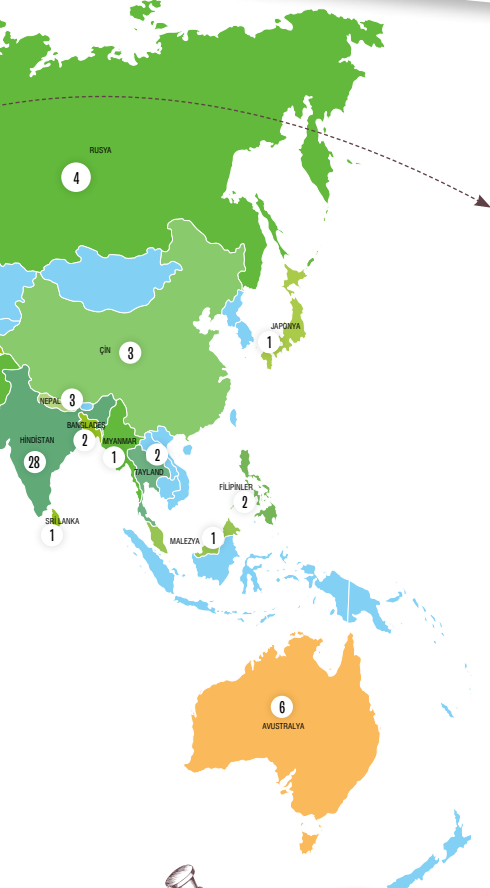 RUSYA
4
JAPONYA
1
ÇİN
3
NEPAL
3
BANGLADEŞ
2
HİNDİSTAN
28
MYANMAR
1
2
TAYLAND
FİLİPİNLER
2
SRİ LANKA
1
MALEZYA
1
6
AVUSTRALYA